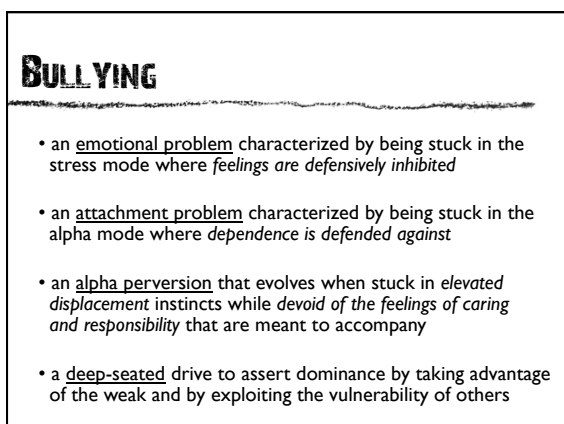 BULLYING
• an emotional problem characterized by being stuck in the
stress mode where feelings are defensively inhibited
• an attachment problem characterized by being stuck in the
alpha mode where dependence is defended against
• an alpha perversion that evolves when stuck in elevated
displacement instincts while devoid of the feelings of caring
and responsibility that are meant to accompany
• a deep-seated drive to assert dominance by taking advantage
of the weak and by exploiting the vulnerability of others